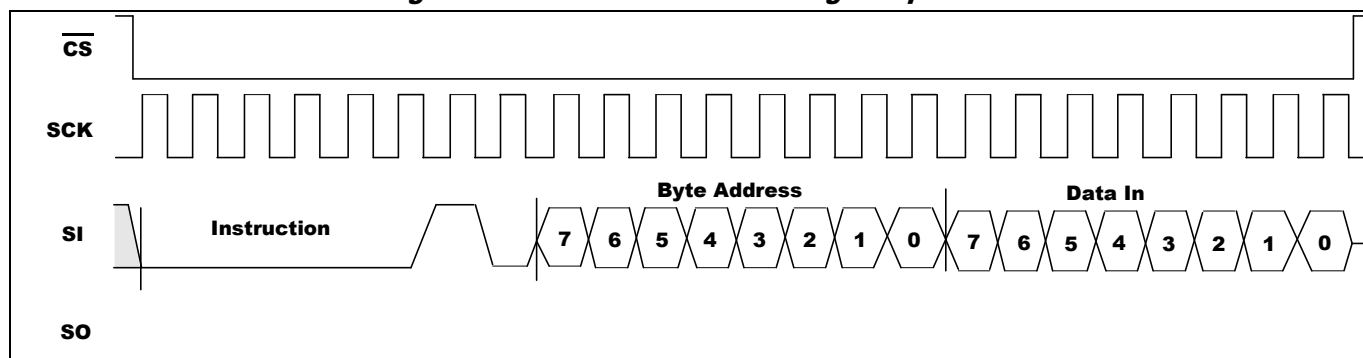 CS
SCK
Byte Address
Data In
SI
Instruction
7 6 5 4 3 2 1 0 7 6 5 4 3 2 1 0
SO